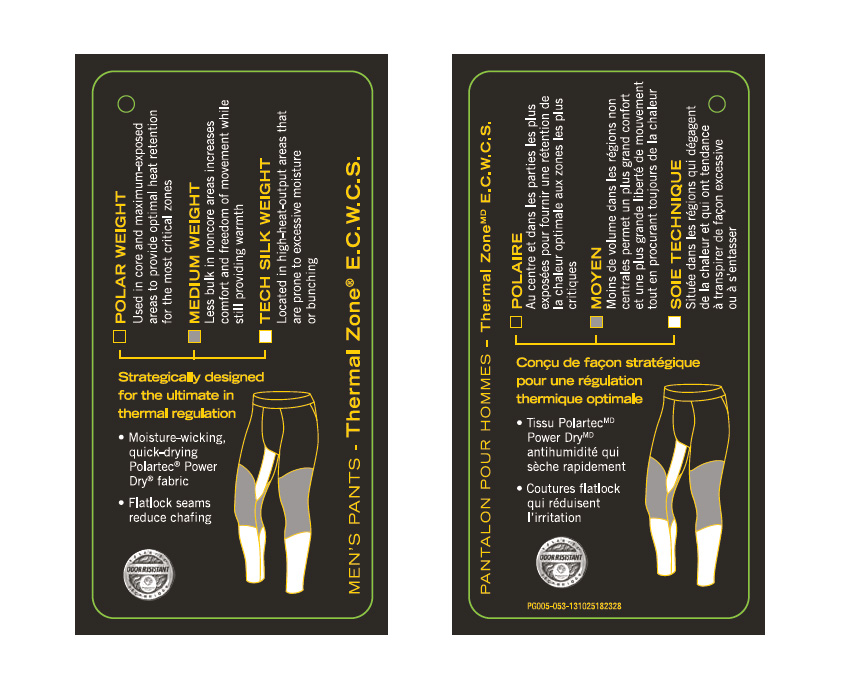 POLAR WEIGHT
Used in core and maximum-exposed
areas to provide optimal heat retention
for the most critical zones
MEDIUM WEIGHT
Less bulk in noncore areas increases
comfort and freedom of movement while
still providing warmth
TECH SILK WEIGHT
Located in high-heat-output areas that
are prone to excessive moisture
or bunching
Strategically designed
for the ultimate in
thermal regulation
• Moisture-wicking,
quick-drying
Polartec® Power
Dry® fabric
• Flatlock seams
reduce chafing
ODOR RESISTANT
MEN'S PANTS - Thermal Zone® E.C.W.C.S.
PANTALON POUR HOMMES - Thermal ZoneMD E.C.W.C.S.
POLAIRE
Au centre et dans les parties les plus
exposées pour fournir une rétention de
la chaleur optimale aux zones les plus
critiques
MOYEN
Moins de volume dans les régions non
centrales permet un plus grand confort
et une plus grande liberté de mouvement
tout en procurant toujours de la chaleur
SOIE TECHNIQUE
Située dans les régions qui dégagent
de la chaleur et qui ont tendance
à transpirer de façon excessive
ou à s'entasser
Conçu de façon stratégique
pour une régulation
thermique optimale
• Tissu PolartecMD
Power DryMD
antihumidité qui
sèche rapidement
• Coutures flatlock
qui réduisent
l'irritation
ODOR RESISTANT
PG005-053-131025182328